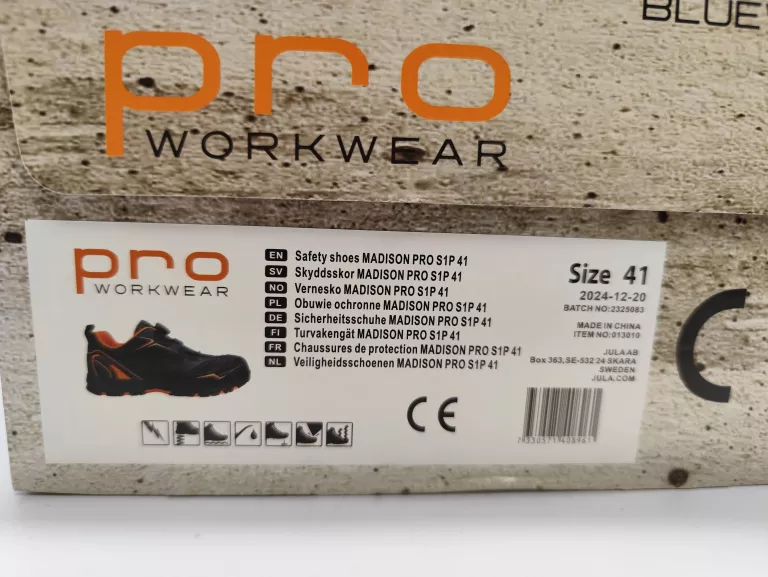 BLUE
pro
WORKWEAR
pro
WORKWEAR
EN Safety shoes MADISON PRO S1P 41
SV Skyddsskor MADISON PRO S1P 41
NO Vernesko MADISON PRO S1P 41
PL Obuwie ochronne MADISON PRO S1P 41
DE Sicherheitsschuhe MADISON PRO S1P 41
FI Turvakengät MADISON PRO S1P 41
FR Chaussures de protection MADISON PRO S1P 41
NL Veiligheidsschoenen MADISON PRO S1P 41
Size 41
2024-12-20
BATCH NO:2325083
MADE IN CHINA
ITEM NO:013010
JULA AB
Box 363,SE-532 24 SKARA
SWEDEN
JULA.COM
CE
7330571408961
C